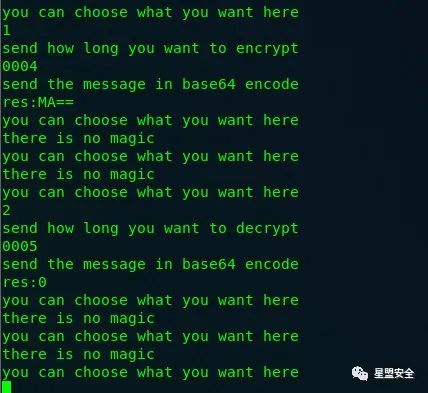 you can choose what you want here
1
send how long you want to encrypt
0004
send the message in base64 encode
res:MA==
you can choose what you want here
there is no magic
you can choose what you want here
there is no magic
you can choose what you want here
2
send how long you want to decrypt
0005
send the message in base64 encode
res:0
you can choose what you want here
there is no magic
you can choose what you want here
there is no magic
you can choose what you want here
星盟安全